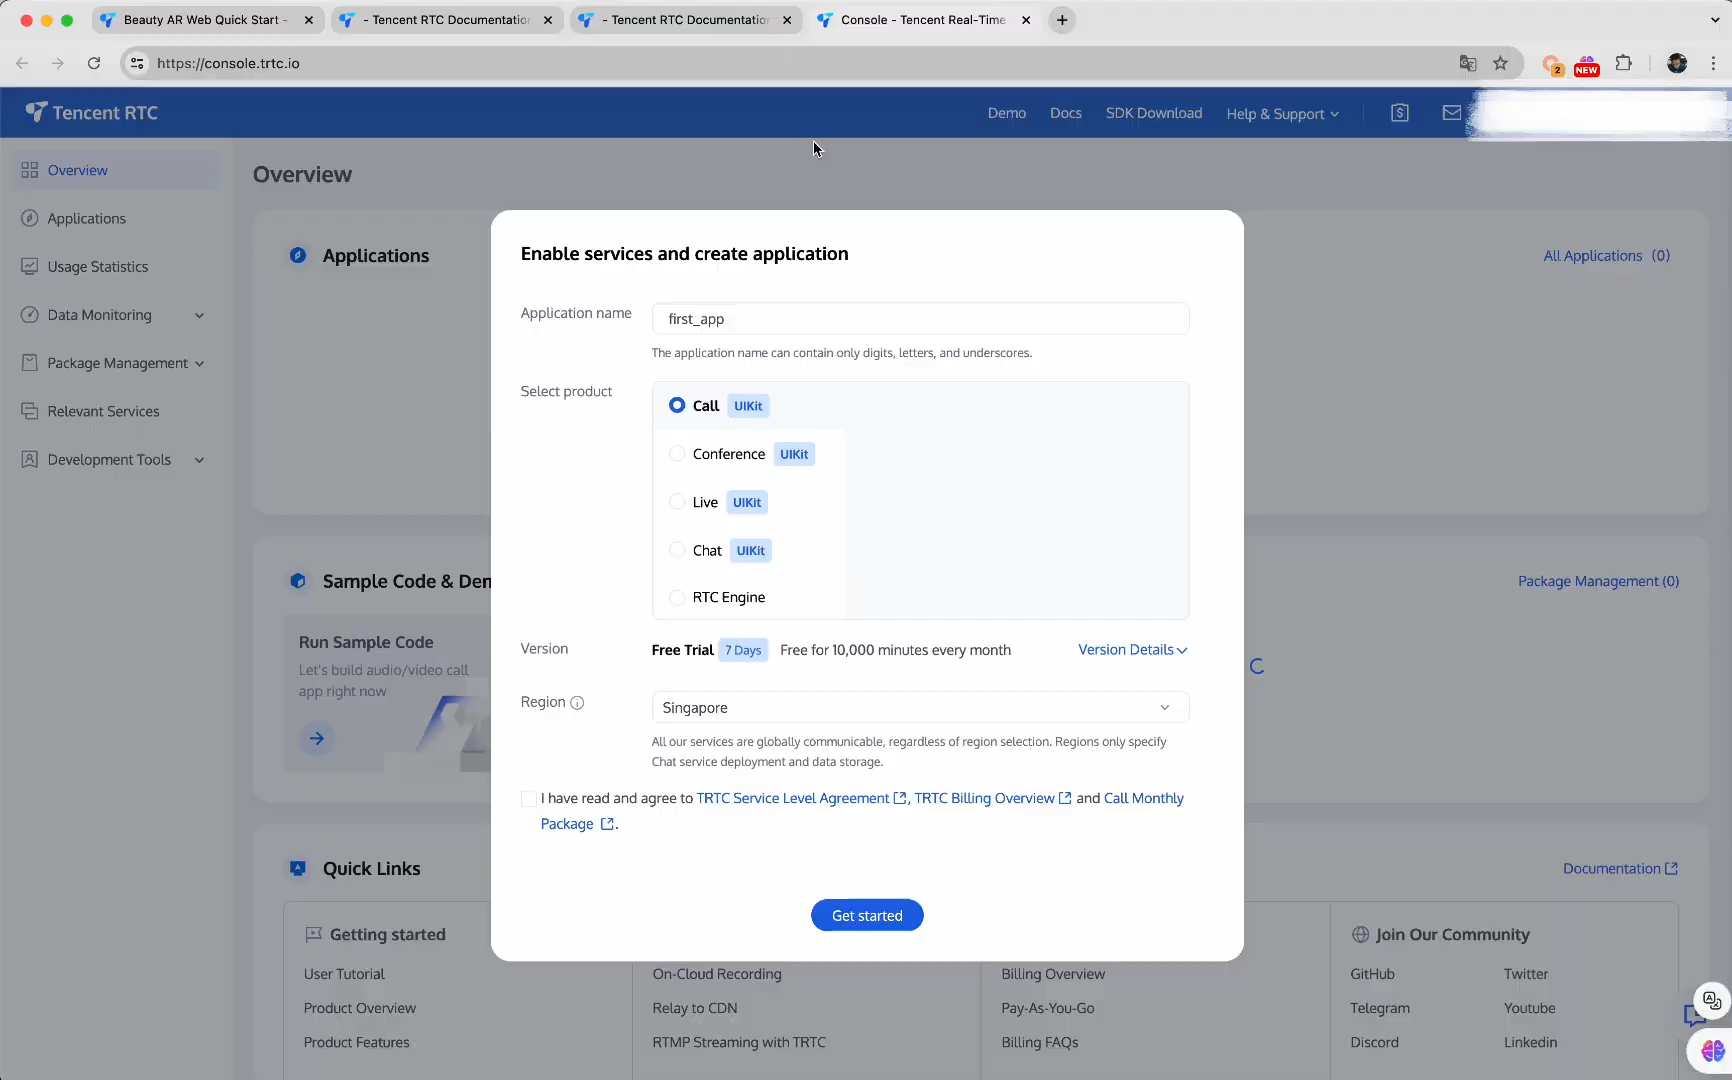 Beauty AR Web Quick Start -
- Tencent RTC Documentation
- Tencent RTC Documentation
Console - Tencent Real-Time
https://console.trtc.io
2
NEW
Tencent RTC
Demo
Docs
SDK Download
Help & Support
Overview
Applications
Usage Statistics
Data Monitoring
Package Management
Relevant Services
Development Tools
Overview
Applications
All Applications (0)
Enable services and create application
Application name
first_app
The application name can contain only digits, letters, and underscores.
Select product
Call UIKit
Conference UIKit
Live UIKit
Chat UIKit
RTC Engine
Version
Free Trial 7 Days Free for 10,000 minutes every month
Version Details
Region
Singapore
All our services are globally communicable, regardless of region selection. Regions only specify
Chat service deployment and data storage.
I have read and agree to TRTC Service Level Agreement, TRTC Billing Overview and Call Monthly
Package.
Get started
Sample Code & Den
Package Management (0)
Run Sample Code
Let's build audio/video call
app right now
Quick Links
Documentation
Getting started
User Tutorial
Product Overview
Product Features
On-Cloud Recording
Relay to CDN
RTMP Streaming with TRTC
Billing Overview
Pay-As-You-Go
Billing FAQs
Join Our Community
GitHub
Twitter
Telegram
Youtube
Discord
Linkedin